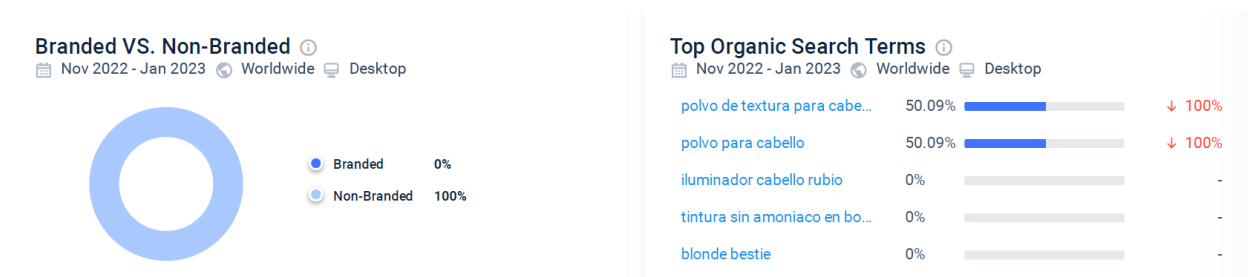 Branded VS. Non-Branded
Nov 2022 - Jan 2023 Worldwide Desktop
Branded 0%
Non-Branded 100%
Top Organic Search Terms
Nov 2022 - Jan 2023 Worldwide Desktop
polvo de textura para cabe... 50.09% ↓ 100%
polvo para cabello 50.09% ↓ 100%
iluminador cabello rubio 0% -
tintura sin amoniaco en bo... 0% -
blonde bestie 0% -